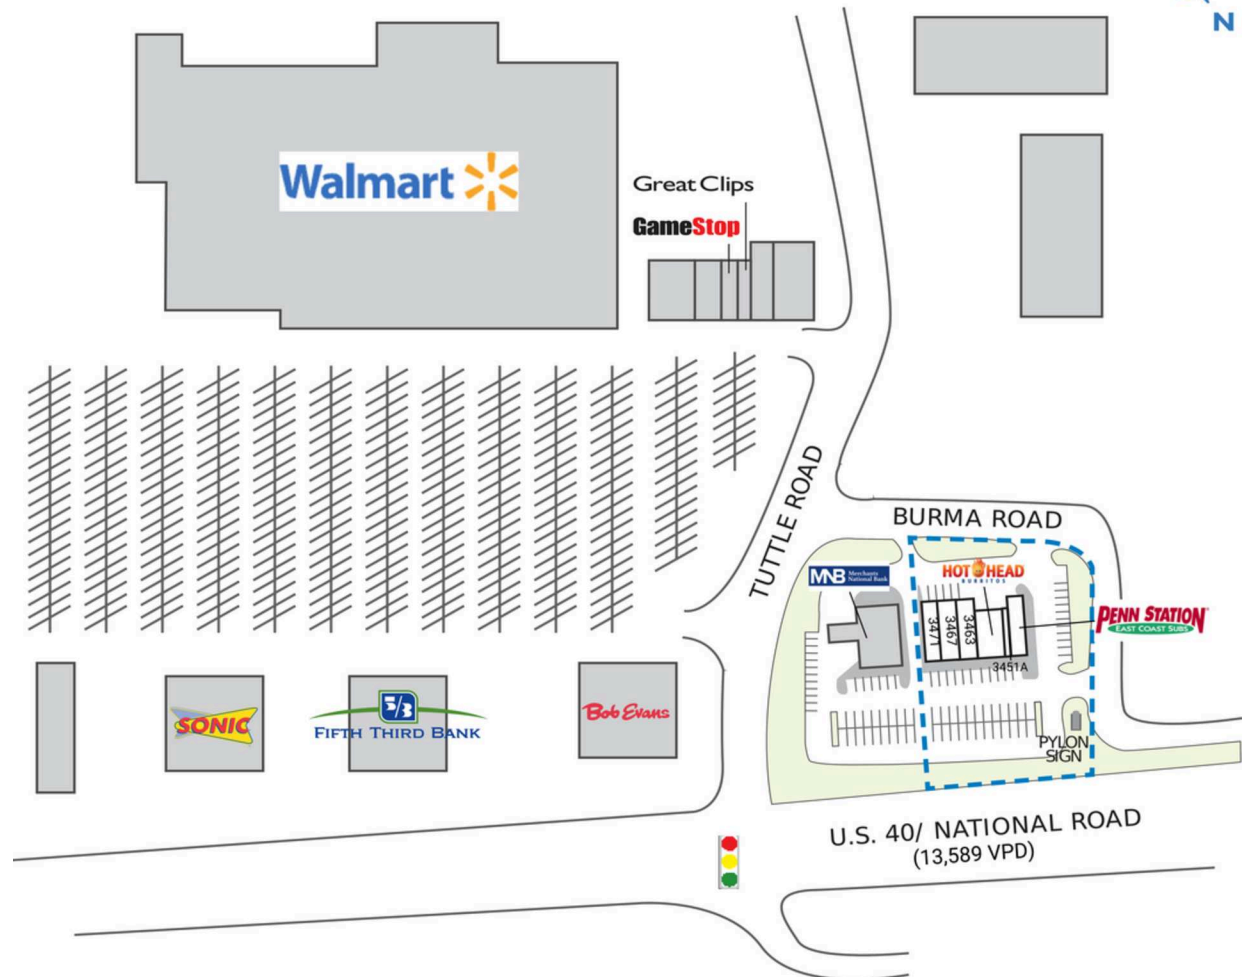 N
Walmart
Great Clips
GameStop
TUTTLE ROAD
BURMA ROAD
MNB Merchants
National Bank
HOT HEAD
BURRITOS
PENN STATION
EAST COAST SUBS
3471
3467
3463
3451A
SONIC
5/3
FIFTH THIRD BANK
Bob Evans
PYLON
SIGN
U.S. 40/ NATIONAL ROAD
(13,589 VPD)